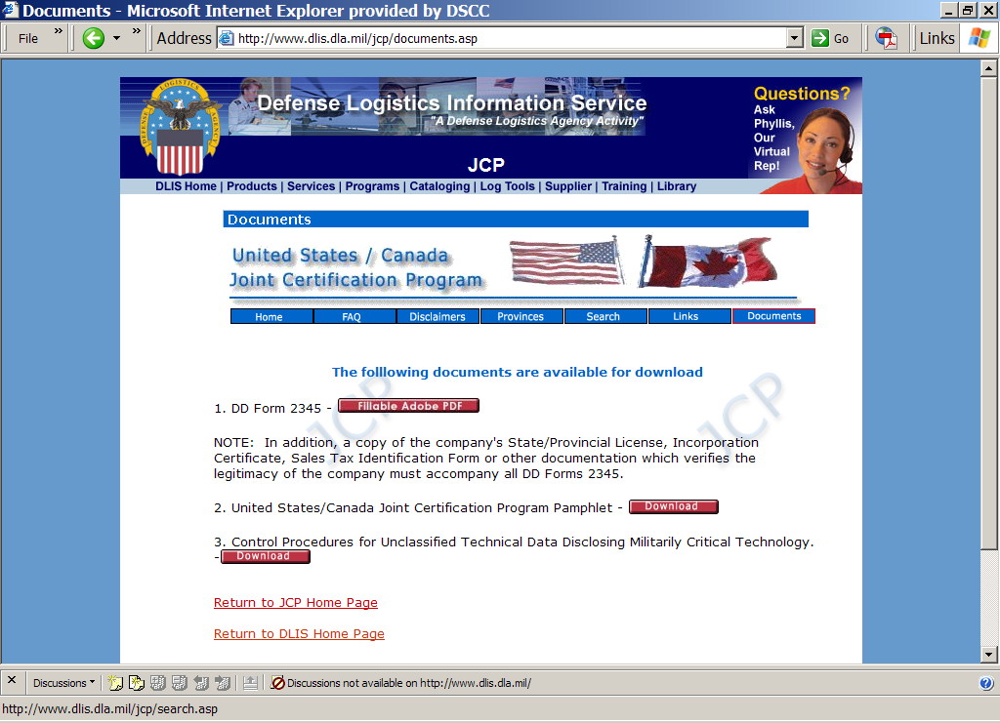 Documents - Microsoft Internet Explorer provided by DSCC
File » » Address http://www.dlis.dla.mil/jcp/documents.asp Go Links
Defense Logistics Information Service
"A Defense Logistics Agency Activity"
JCP
Questions?
Ask
Phyllis,
Our
Virtual
Rep!
DLIS Home | Products | Services | Programs | Cataloging | Log Tools | Supplier | Training | Library
Documents
United States / Canada
Joint Certification Program
Home FAQ Disclaimers Provinces Search Links Documents
The folllowing documents are available for download
JCP JCP
1. DD Form 2345 - Fillable Adobe PDF
NOTE: In addition, a copy of the company's State/Provincial License, Incorporation
Certificate, Sales Tax Identification Form or other documentation which verifies the
legitimacy of the company must accompany all DD Forms 2345.
2. United States/Canada Joint Certification Program Pamphlet - Download
3. Control Procedures for Unclassified Technical Data Disclosing Militarily Critical Technology.
- Download
Return to JCP Home Page
Return to DLIS Home Page
Discussions Discussions not available on http://www.dlis.dla.mil/
http://www.dlis.dla.mil/jcp/search.asp